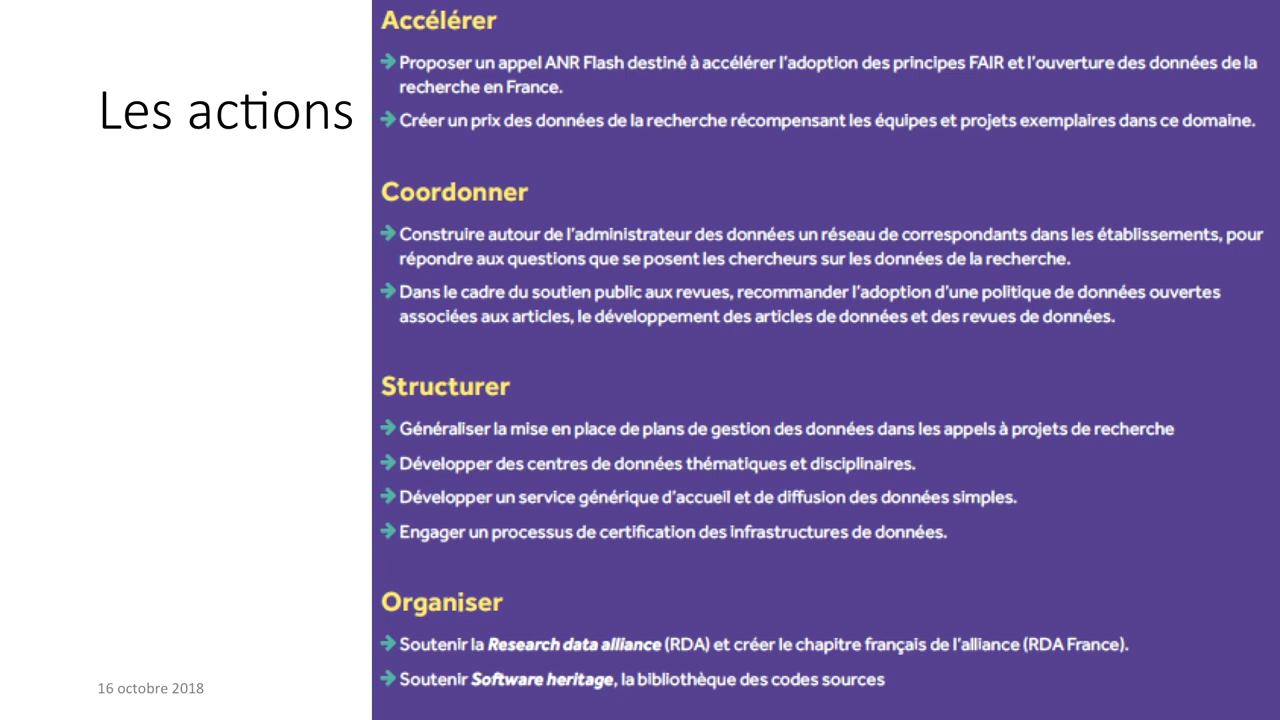 Les actions
Accélérer
Proposer un appel ANR Flash destiné à accélérer l'adoption des principes FAIR et l'ouverture des données de la
recherche en France.
Créer un prix des données de la recherche récompensant les équipes et projets exemplaires dans ce domaine.
Coordonner
Construire autour de l'administrateur des données un réseau de correspondants dans les établissements, pour
répondre aux questions que se posent les chercheurs sur les données de la recherche.
Dans le cadre du soutien public aux revues, recommander l'adoption d'une politique de données ouvertes
associées aux articles, le développement des articles de données et des revues de données.
Structurer
Généraliser la mise en place de plans de gestion des données dans les appels à projets de recherche
Développer des centres de données thématiques et disciplinaires.
Développer un service générique d'accueil et de diffusion des données simples.
Engager un processus de certification des infrastructures de données.
Organiser
Soutenir la Research data alliance (RDA) et créer le chapitre français de l'alliance (RDA France).
Soutenir Software heritage, la bibliothèque des codes sources
16 octobre 2018